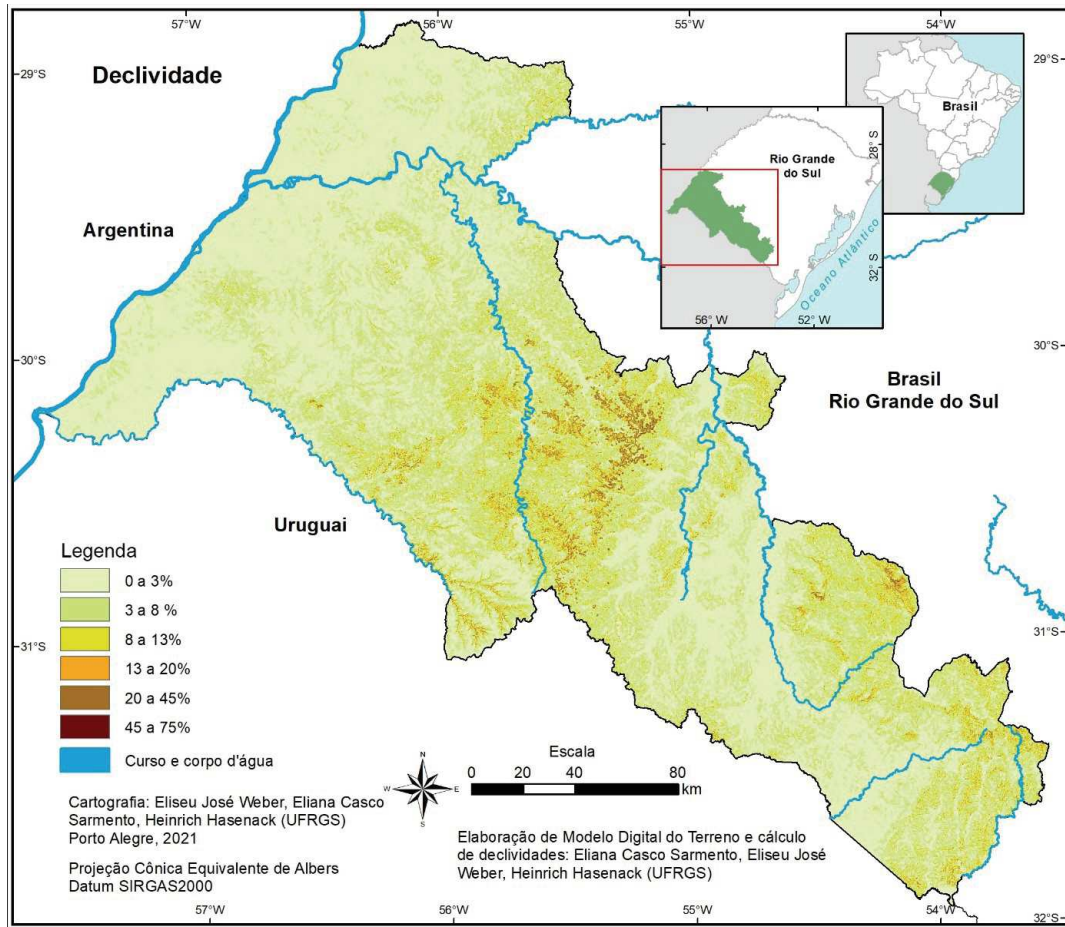 57°W
56°W
55°W
54°W
29°S
29°S
Declividade
Brasil
28° S
Rio Grande
do Sul
Argentina
Oceano Atlântico
32° S
56° W
52° W
30°S
30°S
Brasil
Rio Grande do Sul
Uruguai
Legenda
0 a 3%
3 a 8 %
8 a 13%
13 a 20%
20 a 45%
45 a 75%
Curso e corpo d'água
31°S
31°S
N
W
E
S
Escala
0
20
40
80
km
Cartografia: Eliseu José Weber, Eliana Casco
Sarmento, Heinrich Hasenack (UFRGS)
Porto Alegre, 2021
Projeção Cônica Equivalente de Albers
Datum SIRGAS2000
Elaboração de Modelo Digital do Terreno e cálculo
de declividades: Eliana Casco Sarmento, Eliseu José
Weber, Heinrich Hasenack (UFRGS)
57°W
56°W
55°W
54°W
32°S